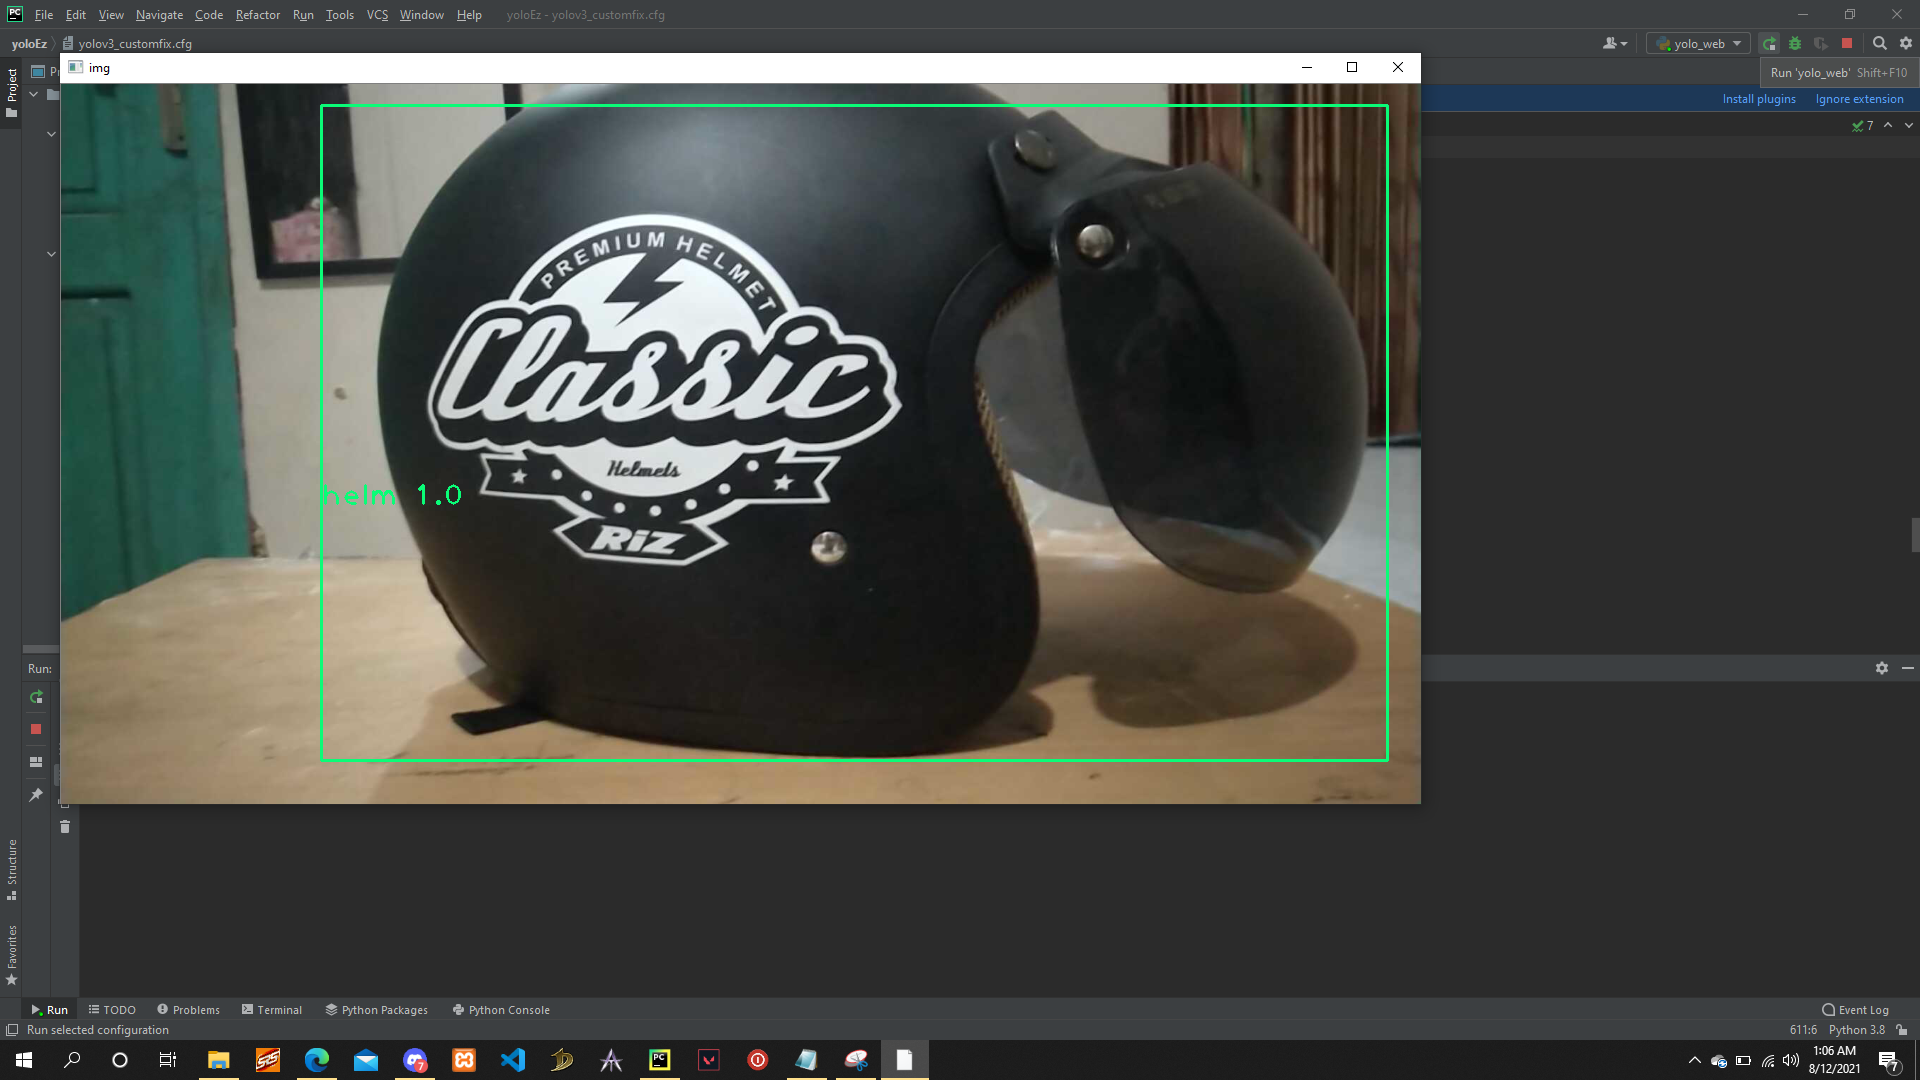 File Edit View Navigate Code Refactor Run Tools VCS Window Help yoloEz - yolov3_customfix.cfg
yoloEz yolov3_customfix.cfg
yolo_web
Run 'yolo_web' Shift+F10
Project
img
Install plugins Ignore extension
7
PREMIUM HELMET
Classic
Helmets
RiZ
helm 1.0
Run:
Structure
Favorites
Run TODO Problems Terminal Python Packages Python Console
Event Log
Run selected configuration
611:6 Python 3.8
1:06 AM
8/12/2021
7
7